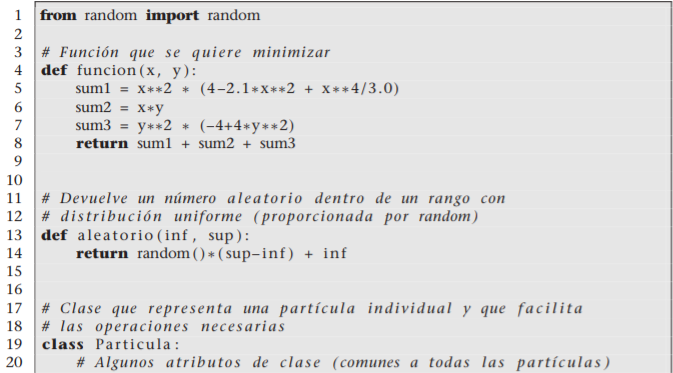 1 from random import random
2
3 # Función que se quiere minimizar
4 def funcion(x, y):
5     sum1 = x**2 * (4-2.1*x**2 + x**4/3.0)
6     sum2 = x*y
7     sum3 = y**2 * (-4+4*y**2)
8     return sum1 + sum2 + sum3
9
10
11 # Devuelve un número aleatorio dentro de un rango con
12 # distribución uniforme (proporcionada por random)
13 def aleatorio(inf, sup):
14     return random()*(sup-inf) + inf
15
16
17 # Clase que representa una partícula individual y que facilita
18 # las operaciones necesarias
19 class Particula:
20     # Algunos atributos de clase (comunes a todas las partículas)